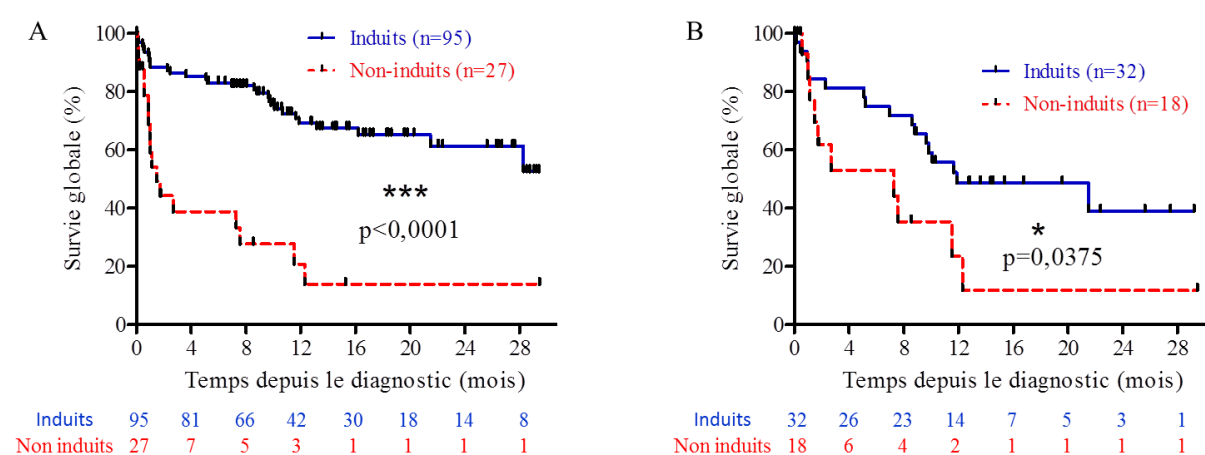 A
Survie globale (%)
100
80
60
40
20
0
0 4 8 12 16 20 24 28
Induits (n=95)
Non-induits (n=27)
***
p<0,0001
Temps depuis le diagnostic (mois)
Induits 95 81 66 42 30 18 14 8
Non induits 27 7 5 3 1 1 1 1
B
Survie globale (%)
100
80
60
40
20
0
0 4 8 12 16 20 24 28
Induits (n=32)
Non-induits (n=18)
*
p=0,0375
Temps depuis le diagnostic (mois)
Induits 32 26 23 14 7 5 3 1
Non induits 18 6 4 2 1 1 1 1